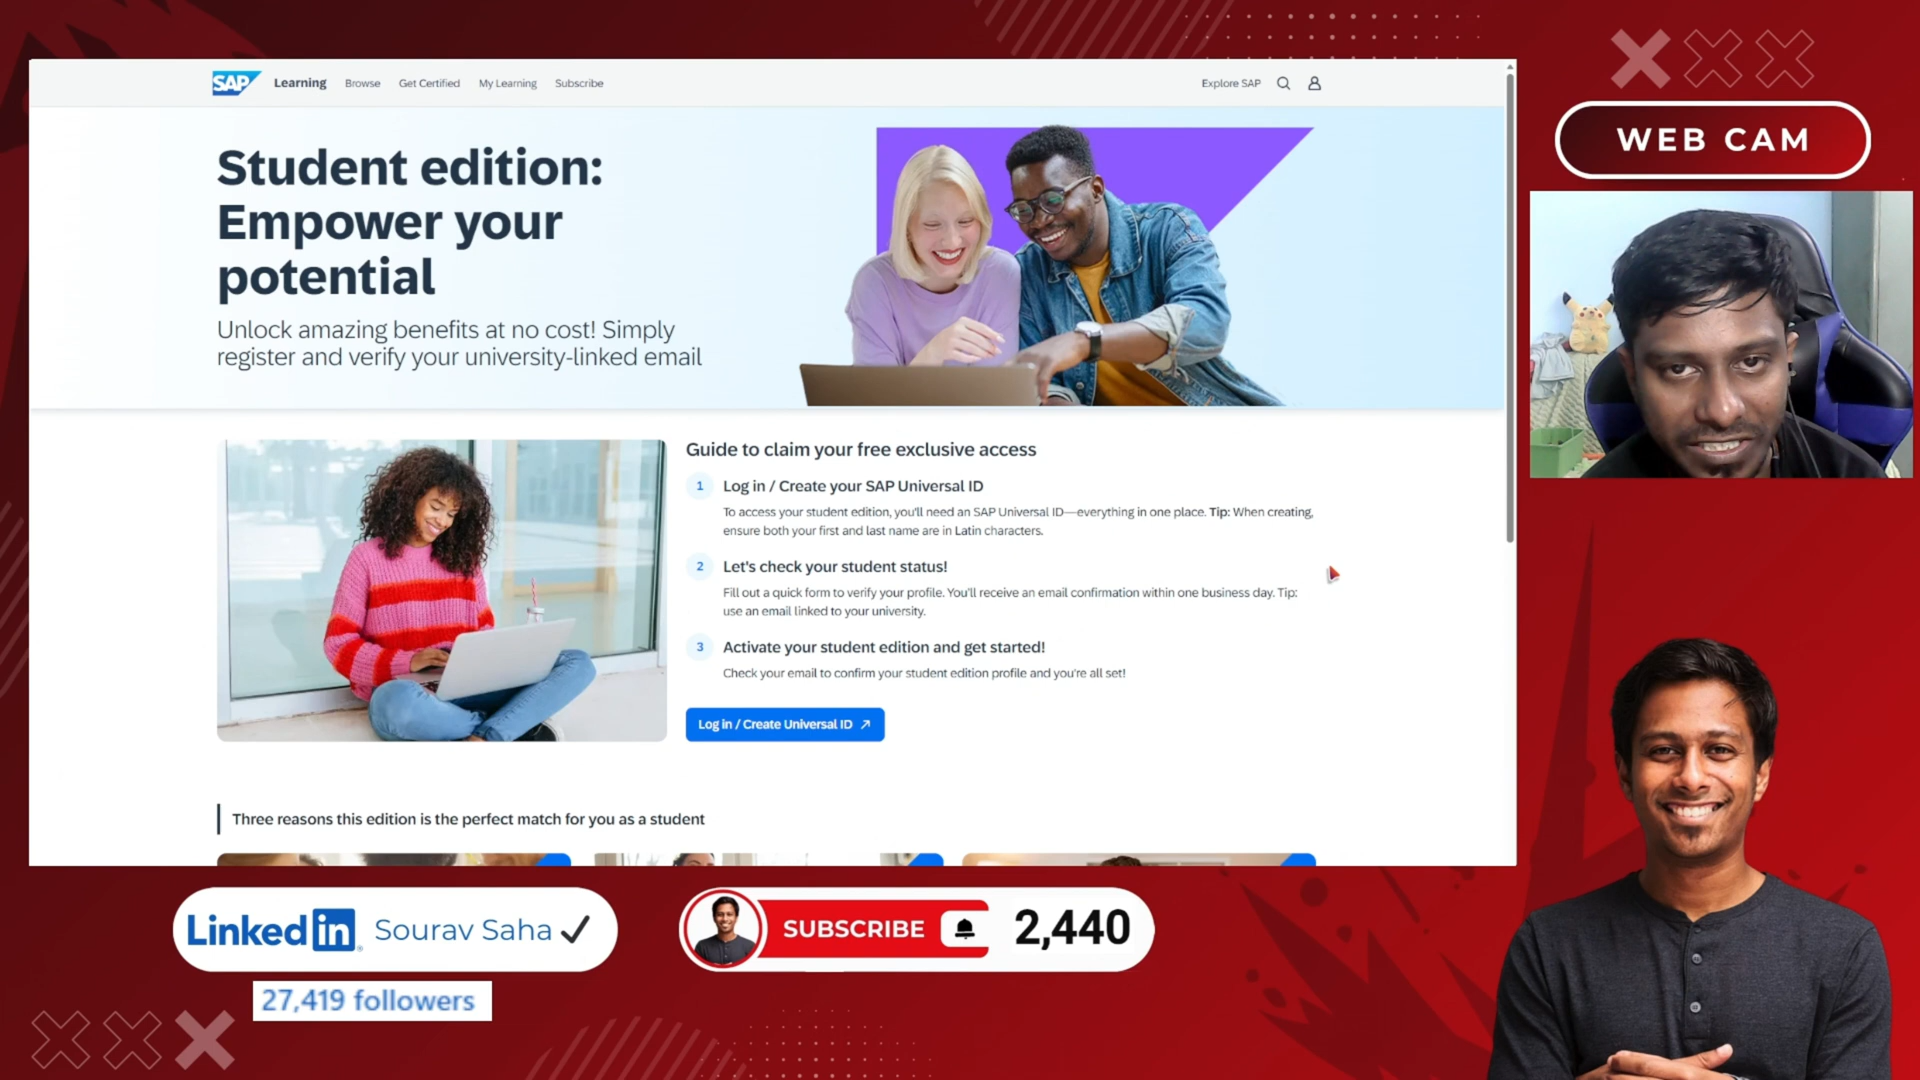 SAP Learning Browse Get Certified My Learning Subscribe Explore SAP
WEB CAM
Student edition:
Empower your
potential
Unlock amazing benefits at no cost! Simply
register and verify your university-linked email
Guide to claim your free exclusive access
1 Log in / Create your SAP Universal ID
To access your student edition, you'll need an SAP Universal ID—everything in one place. Tip: When creating,
ensure both your first and last name are in Latin characters.
2 Let's check your student status!
Fill out a quick form to verify your profile. You'll receive an email confirmation within one business day. Tip:
use an email linked to your university.
3 Activate your student edition and get started!
Check your email to confirm your student edition profile and you're all set!
Log in / Create Universal ID
Three reasons this edition is the perfect match for you as a student
Linkedin Sourav Saha
SUBSCRIBE 2,440
27,419 followers